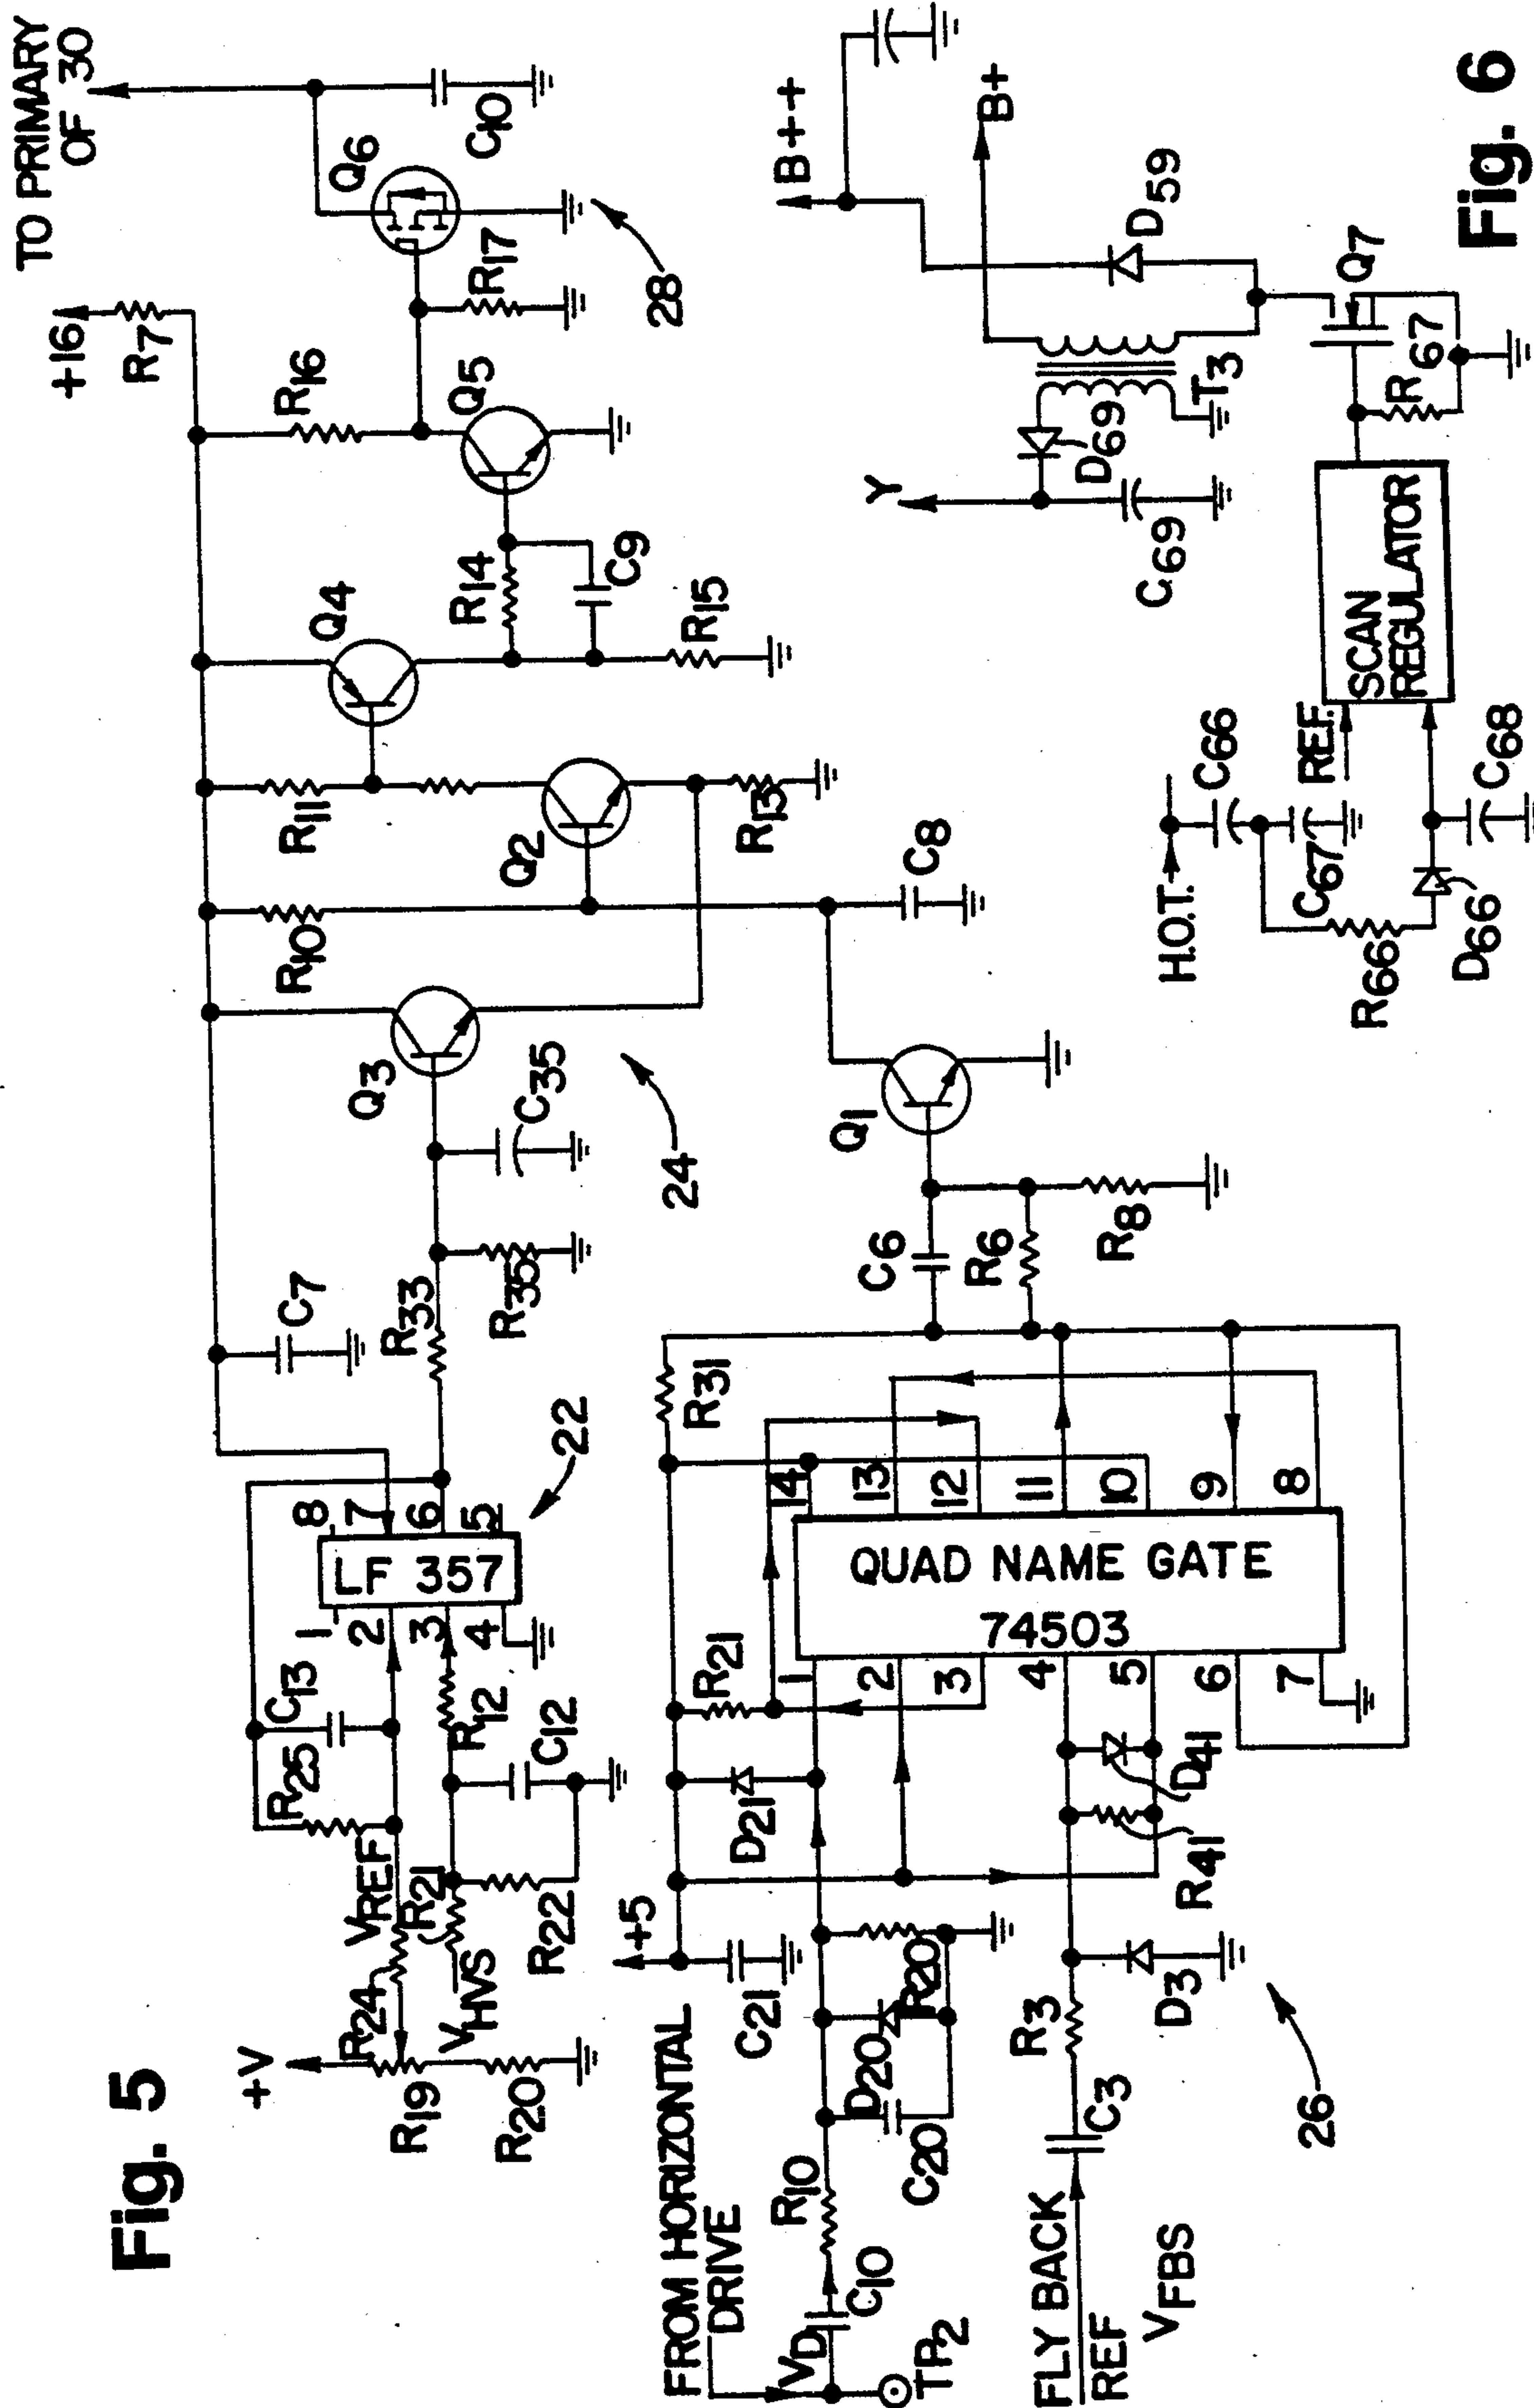 Fig. 5
+V
R19
R20
R24
VREF
R21
VHVS
R22
R25
C13
R12
C12
1
2
3
4
LF 357
8
7
6
5
22
C7
R33
R35
C35
Q3
24
R10
R11
Q2
R13
C8
Q4
R14
C9
R15
+16
R7
R16
Q5
R17
Q6
28
C10
TO PRIMARY
OF 30
FROM HORIZONTAL
DRIVE
VD
TP2
C10
R10
C20
D20
R20
+5
C21
D21
R21
R31
FLY BACK
REF
VFBS
C3
R3
D3
26
R41
D41
1
2
3
4
5
6
7
QUAD NAME GATE
74503
14
13
12
11
10
9
8
C6
R6
R8
Q1
Fig. 6
H.O.T.
C66
C67
R66
D66
C68
REF.
SCAN
REGULATOR
R67
Q7
Y
C69
D69
T3
D59
B+
B++